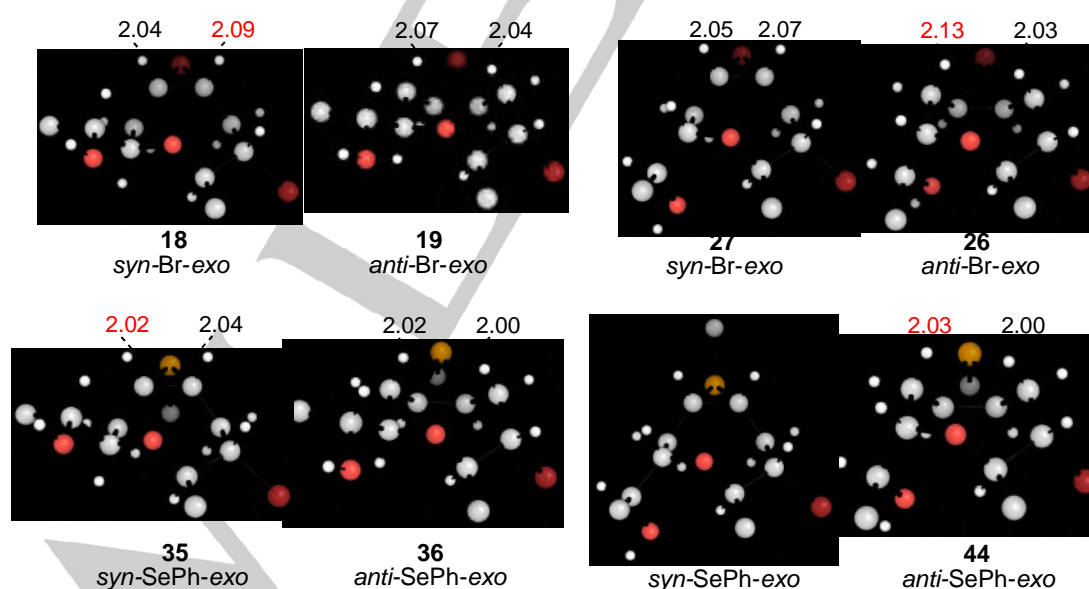 2.04 2.09
2.07 2.04
2.05 2.07
2.13 2.03
18
syn-Br-exo
19
anti-Br-exo
27
syn-Br-exo
26
anti-Br-exo
2.02 2.04
2.02 2.00
2.03 2.00
35
syn-SePh-exo
36
anti-SePh-exo
syn-SePh-exo
44
anti-SePh-exo